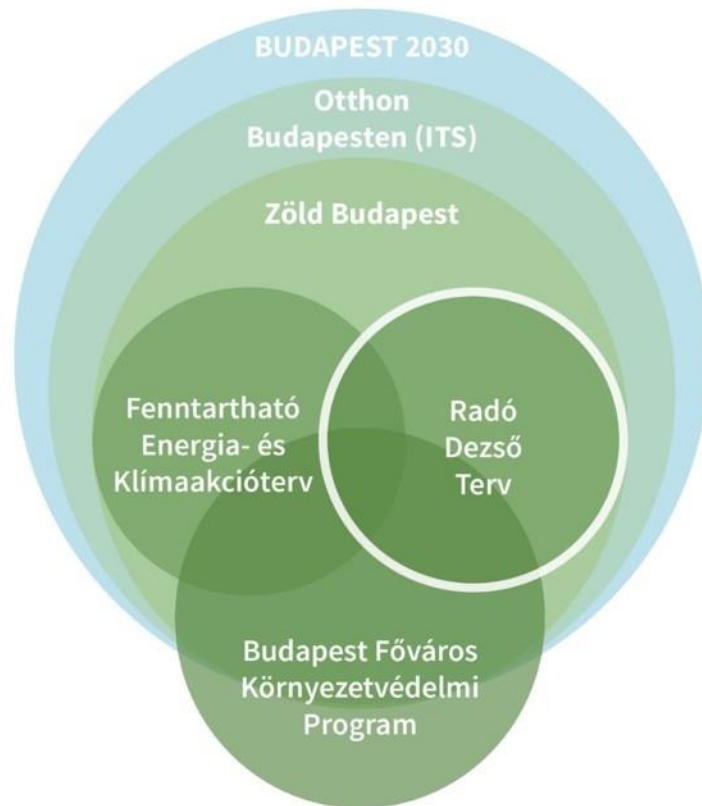 BUDAPEST 2030
Otthon
Budapesten (ITS)
Zöld Budapest
Fenntartható
Energia- és
Klímaakcióterv
Radó
Dezső
Terv
Budapest Főváros
Környezetvédelmi
Program